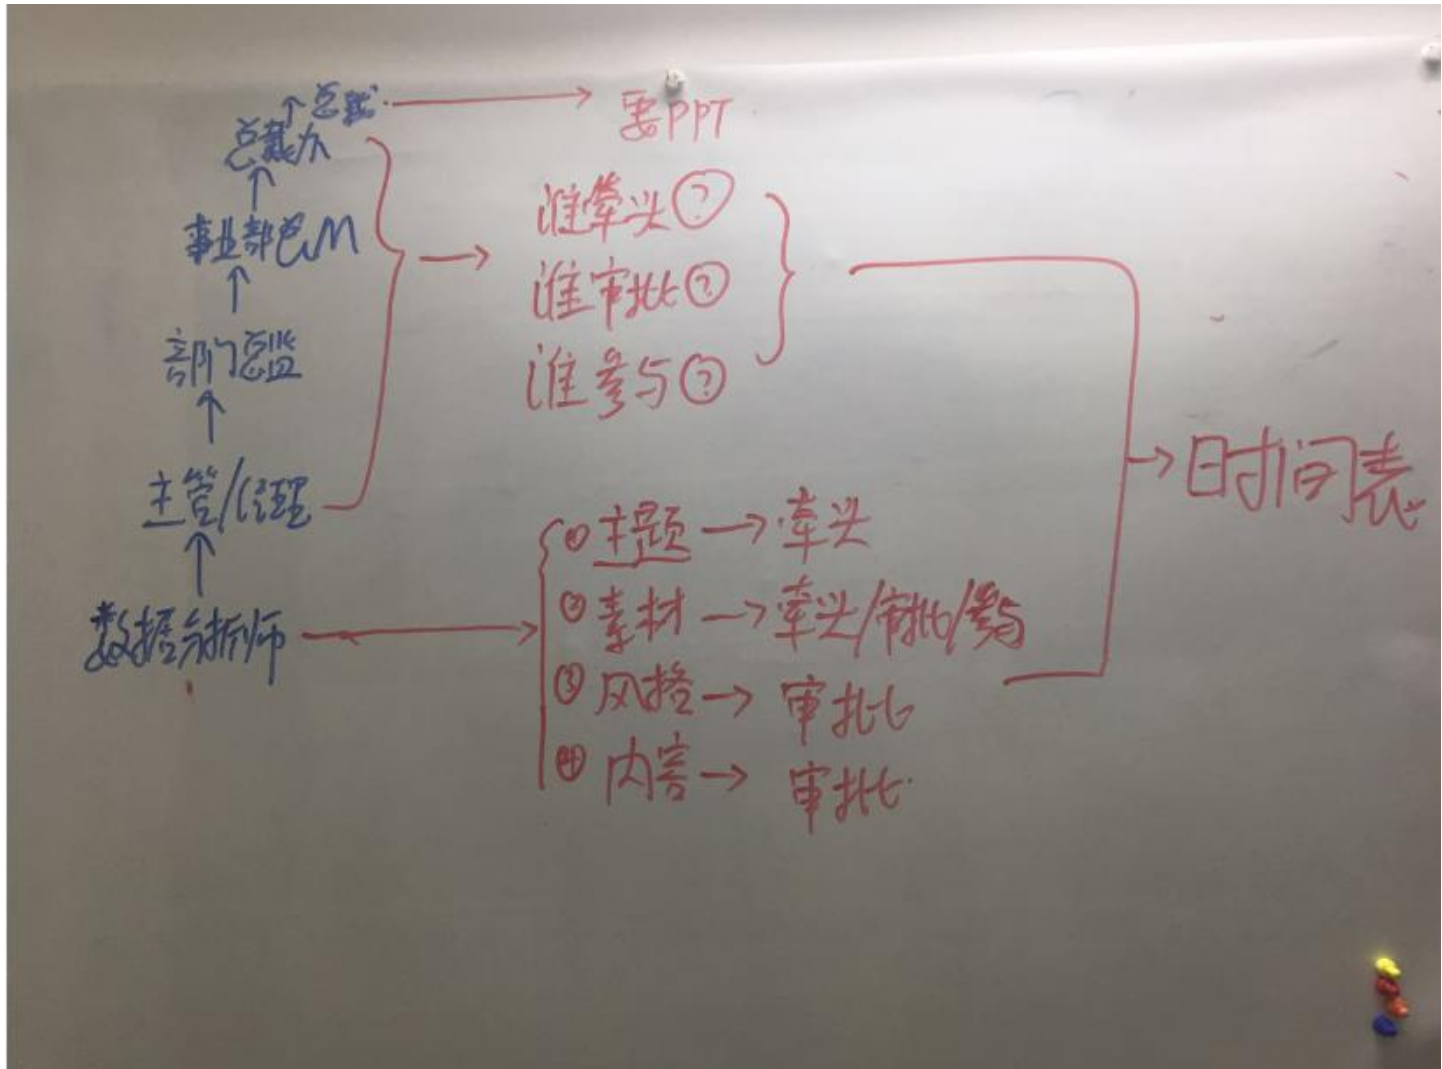 总裁
总裁办
事业部总M
部门总监
主管/经理
数据分析师
要PPT
谁牵头?
谁审批?
谁参与?
①主题→牵头
②素材→牵头/审批/参与
③风格→审批
④内容→审批
时间表